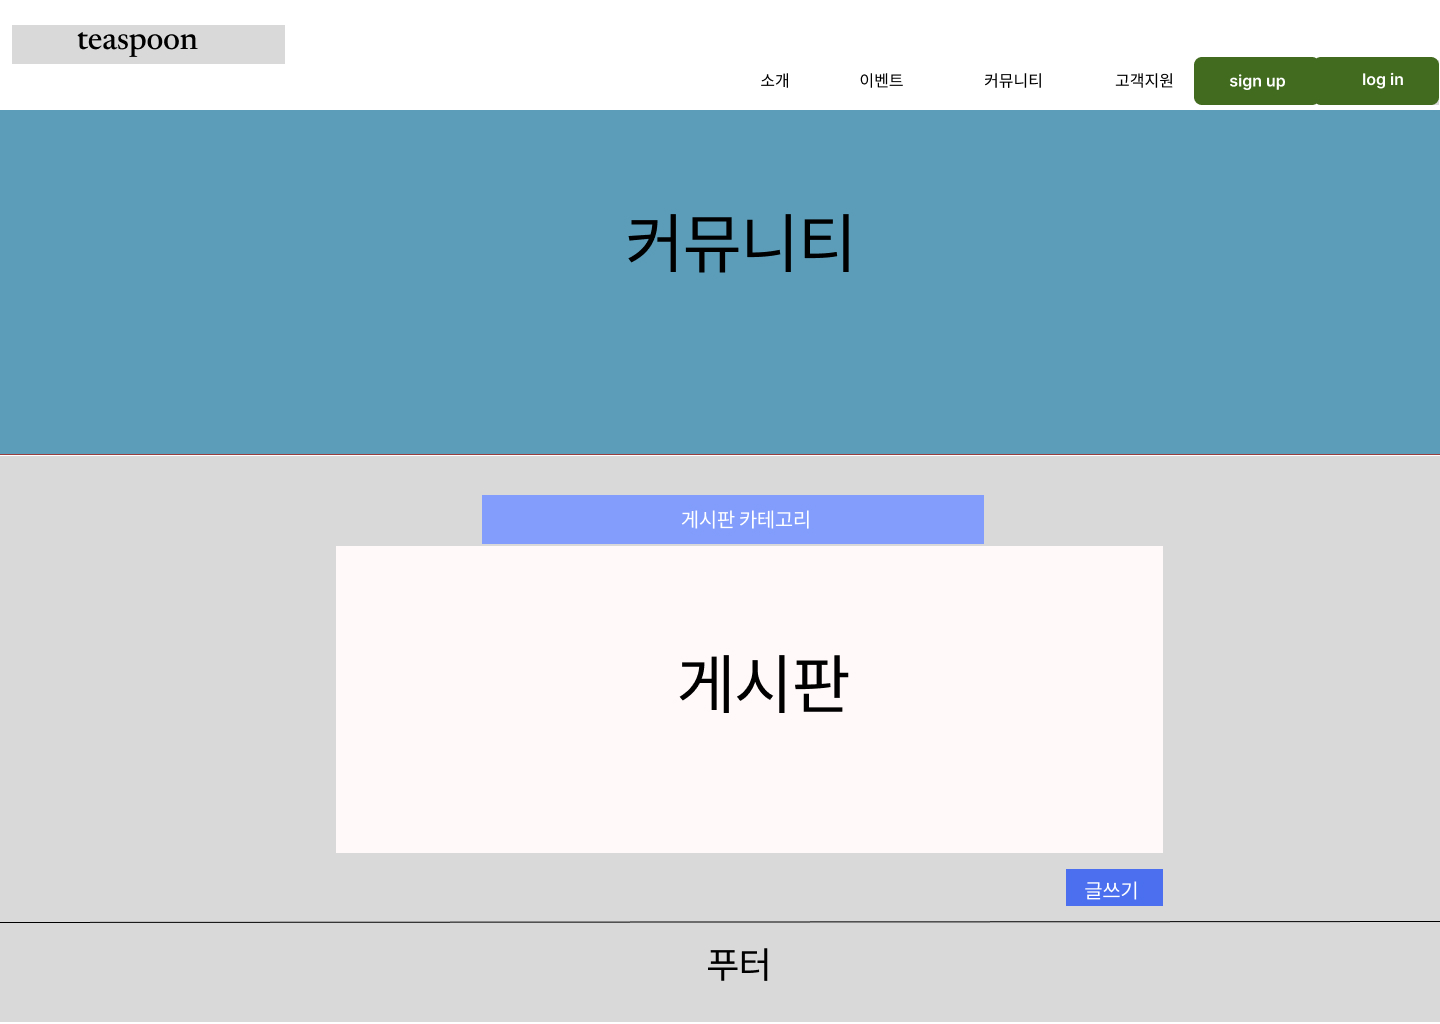 teaspoon
소개 이벤트 커뮤니티 고객지원 sign up log in
커뮤니티
게시판 카테고리
게시판
글쓰기
푸터